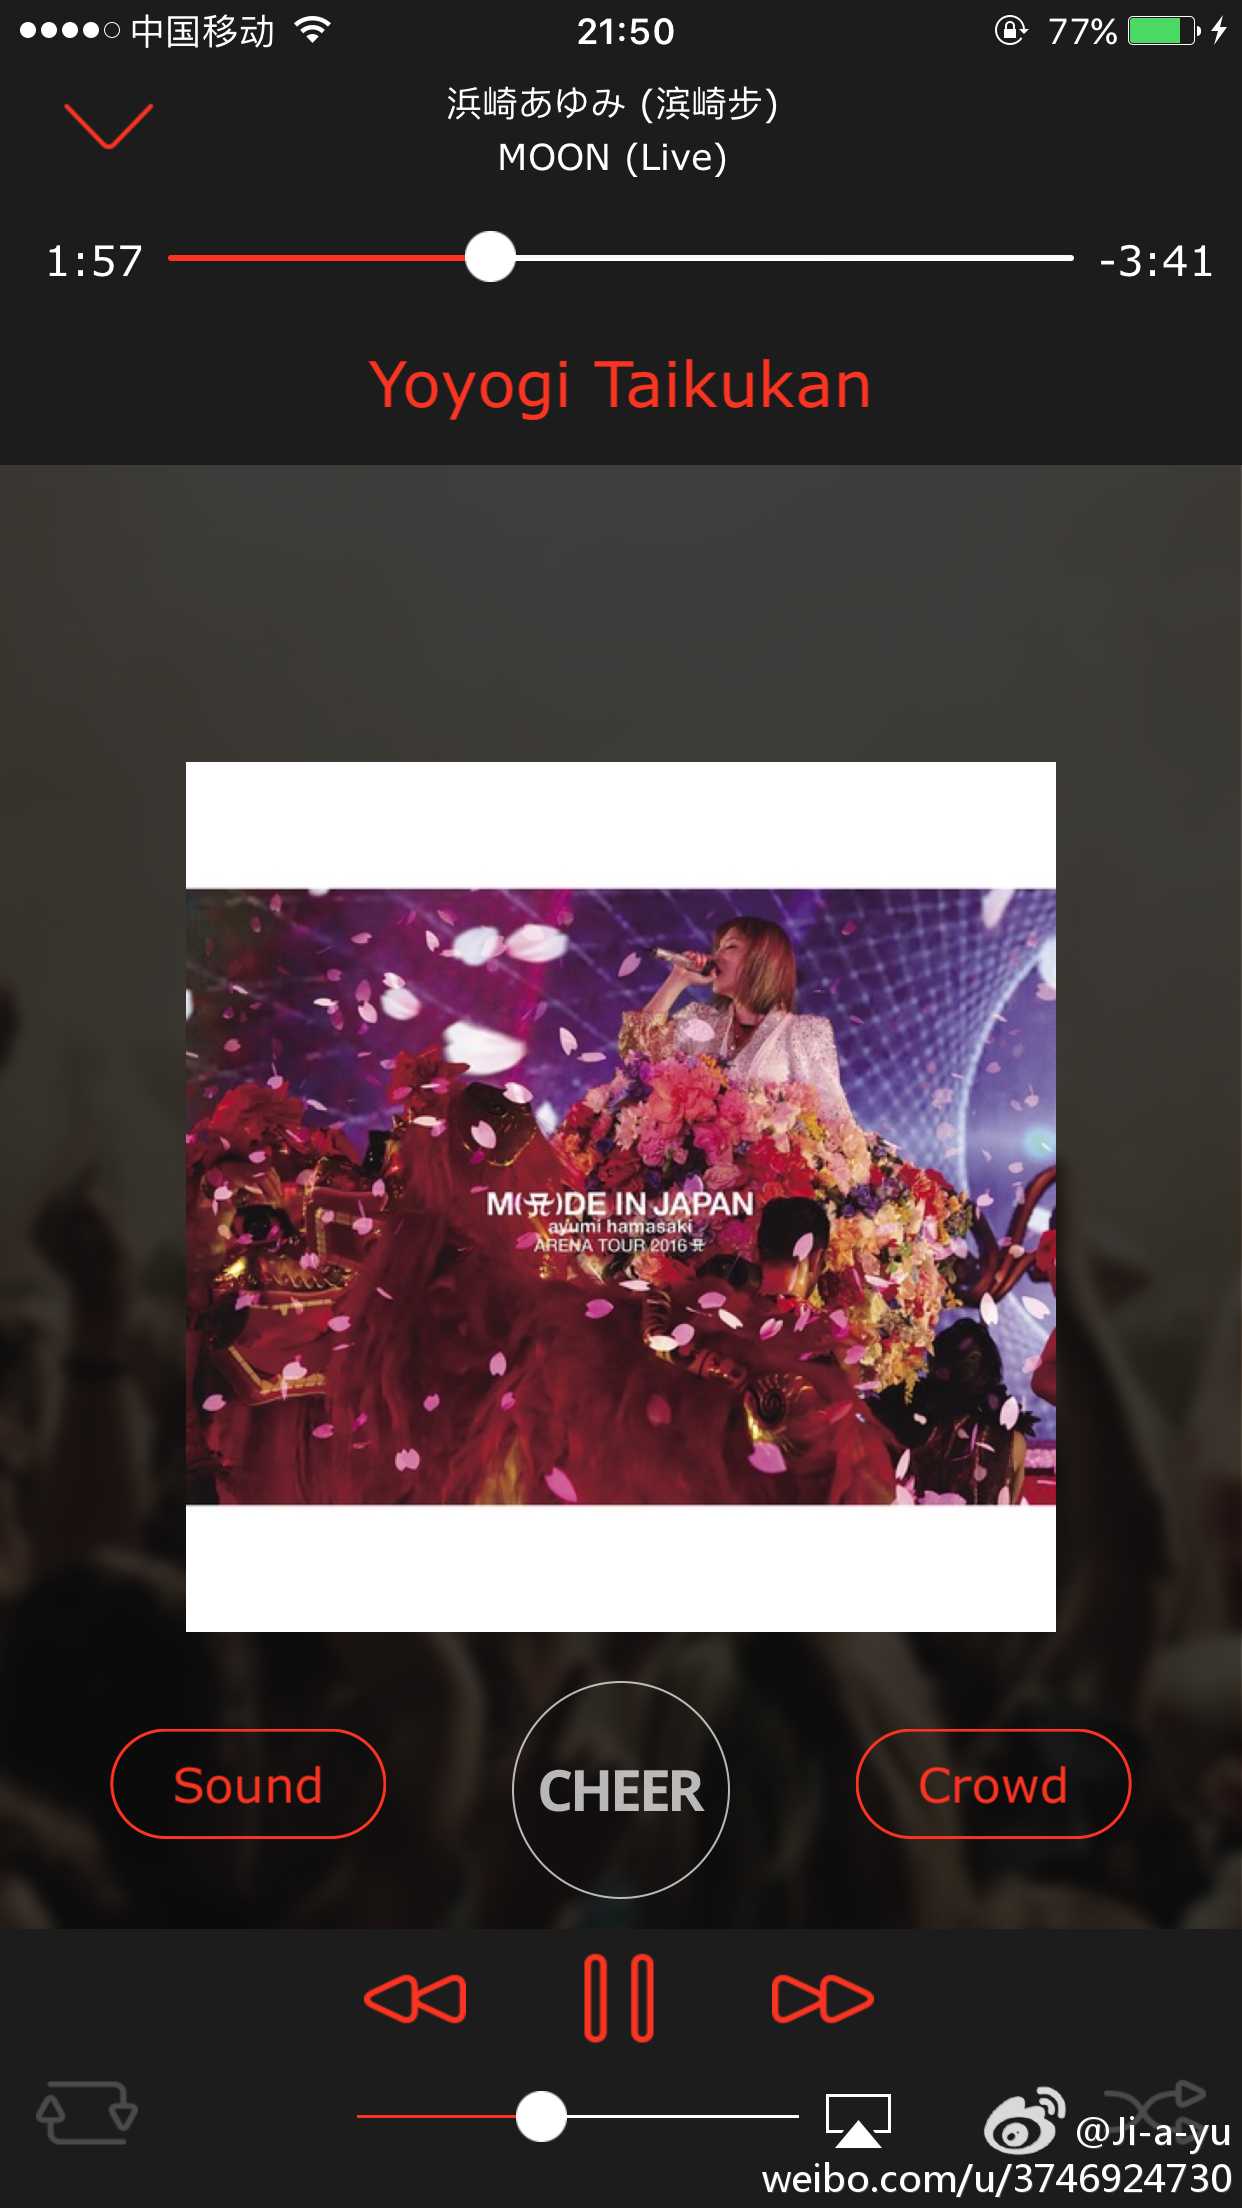 中国移动
21:50
77%
浜崎あゆみ (滨崎步)
MOON (Live)
1:57
-3:41
Yoyogi Taikukan
M(A)DE IN JAPAN
ayumi hamasaki
ARENA TOUR 2016 A
Sound
CHEER
Crowd
@Ji-a-yu
weibo.com/u/3746924730